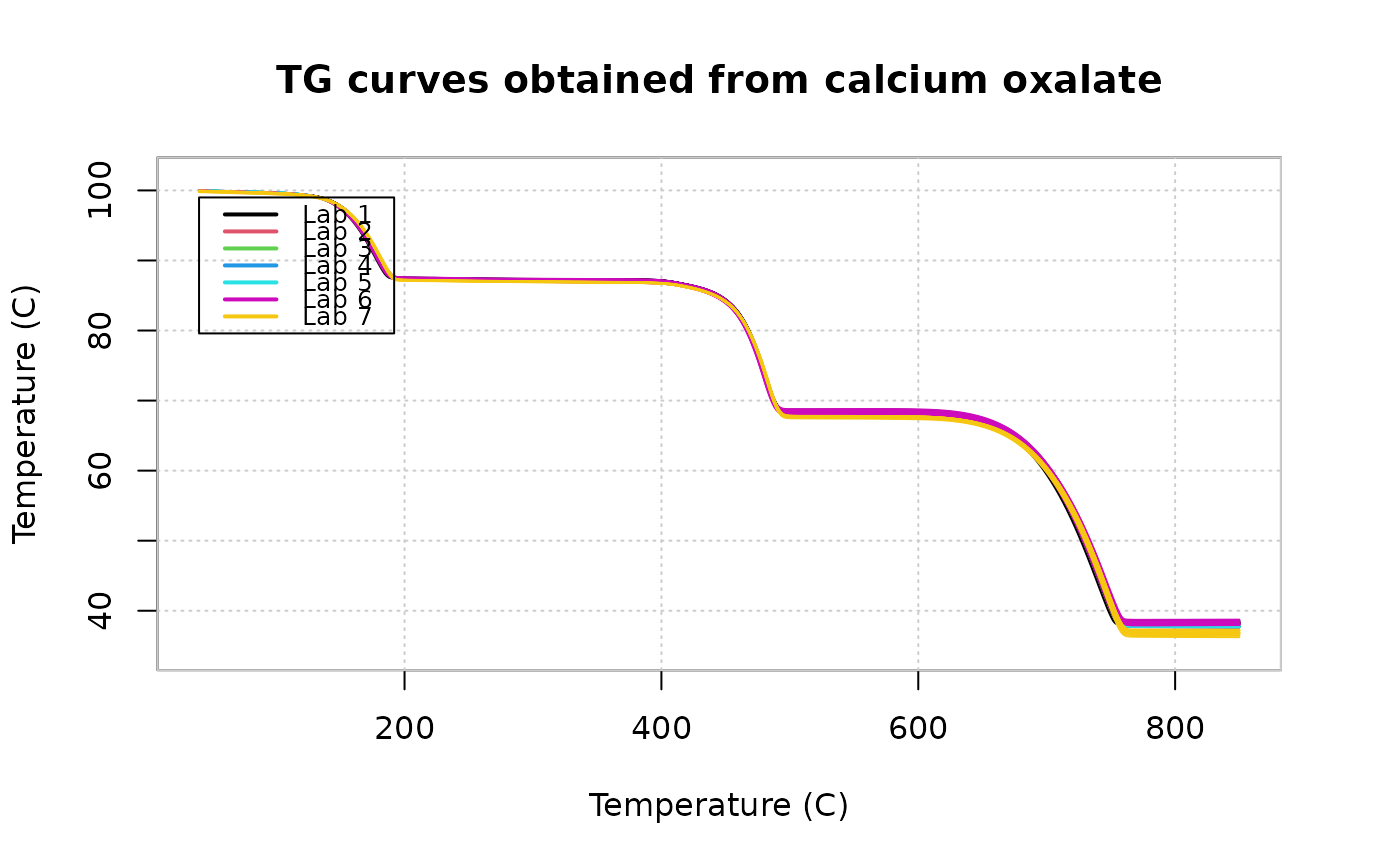 TG curves obtained from calcium oxalate
Temperature (C)
100
80
60
40
Lab 1
Lab 2
Lab 3
Lab 4
Lab 5
Lab 6
Lab 7
200 400 600 800
Temperature (C)